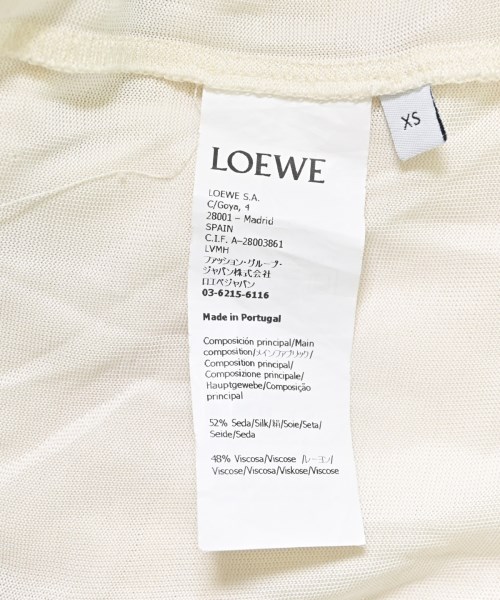 XS
LOEWE
LOEWE S.A.
C/Goya, 4
28001 – Madrid
SPAIN
C.I.F. A-28003861
LVMH
ファッション・グループ・
ジャパン株式会社
ロエベジャパン
03-6215-6116
Made in Portugal
Composición principal/Main
composition/メインファブリック/
Composition principal/
Composizione principale/
Hauptgewebe/Composição
principal
52% Seda/Silk/絹/Soie/Seta/
Seide/Seda
48% Viscosa/Viscose /レーヨン/
Viscose/Viscosa/Viskose/Viscose